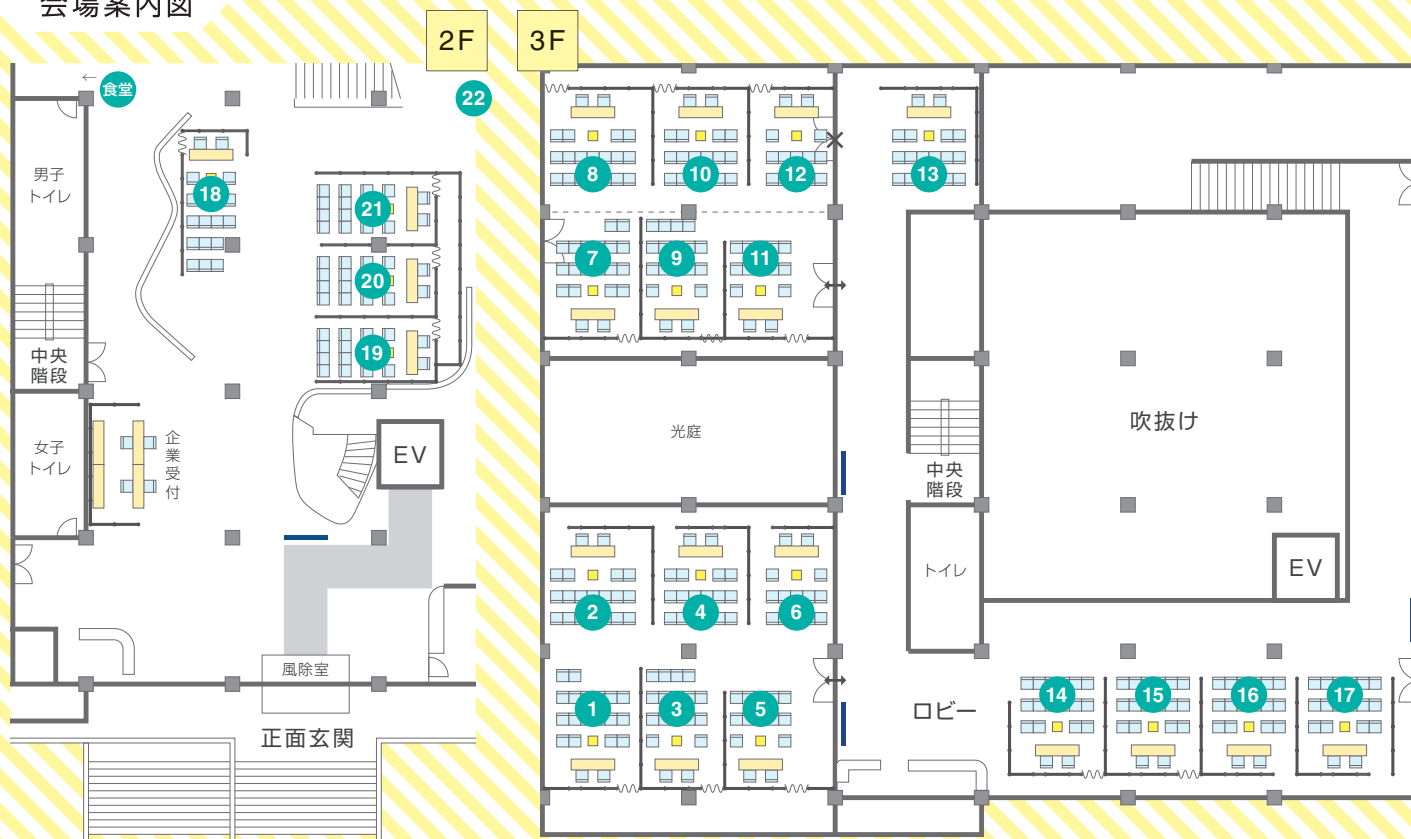 会場案内図
2F
3F
←
食堂
22
男子
トイレ
18
21
20
19
中央
階段
女子
トイレ
企業受付
EV
風除室
正面玄関
8
10
12
13
7
9
11
光庭
中央
階段
吹抜け
トイレ
EV
2
4
6
1
3
5
ロビー
14
15
16
17